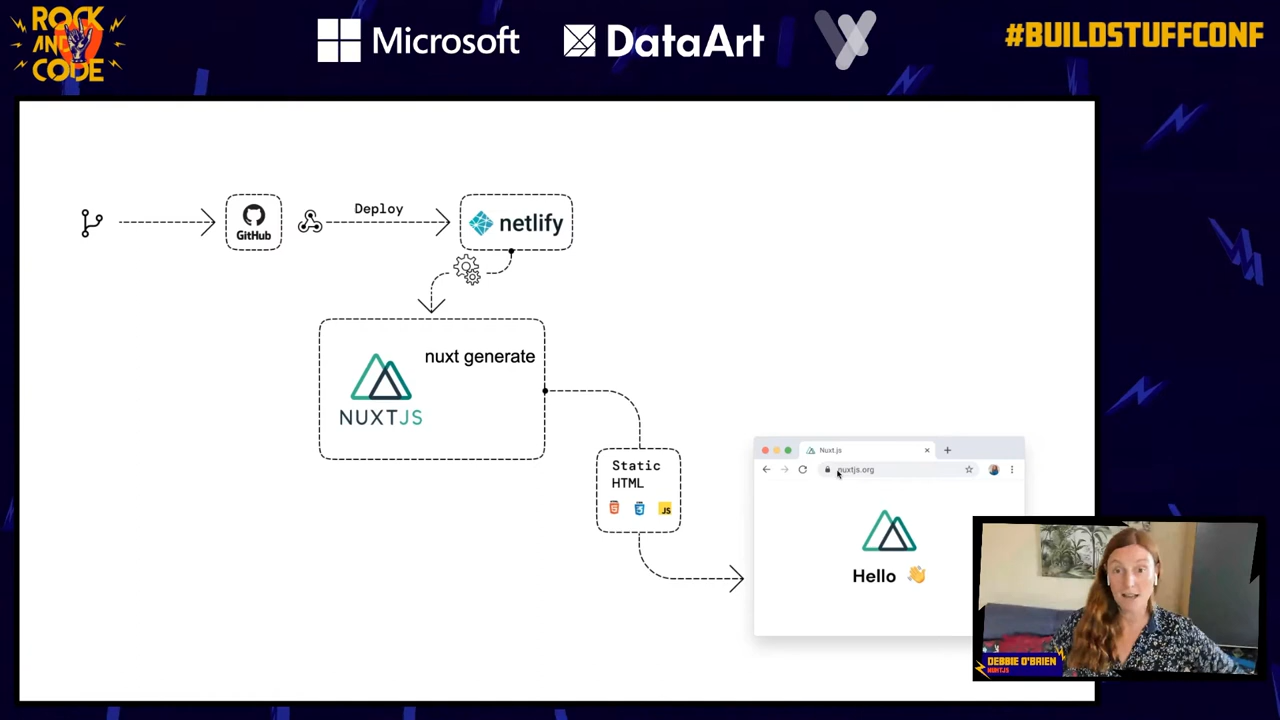 ROCK
AND
CODE
Microsoft
DataArt
#BUILDSTUFFCONF
GitHub
Deploy
netlify
nuxt generate
NUXTJS
Static
HTML
JS
Nuxt.js
nuxtjs.org
Hello 👋
DEBBIE O'BRIEN
NUXTJS